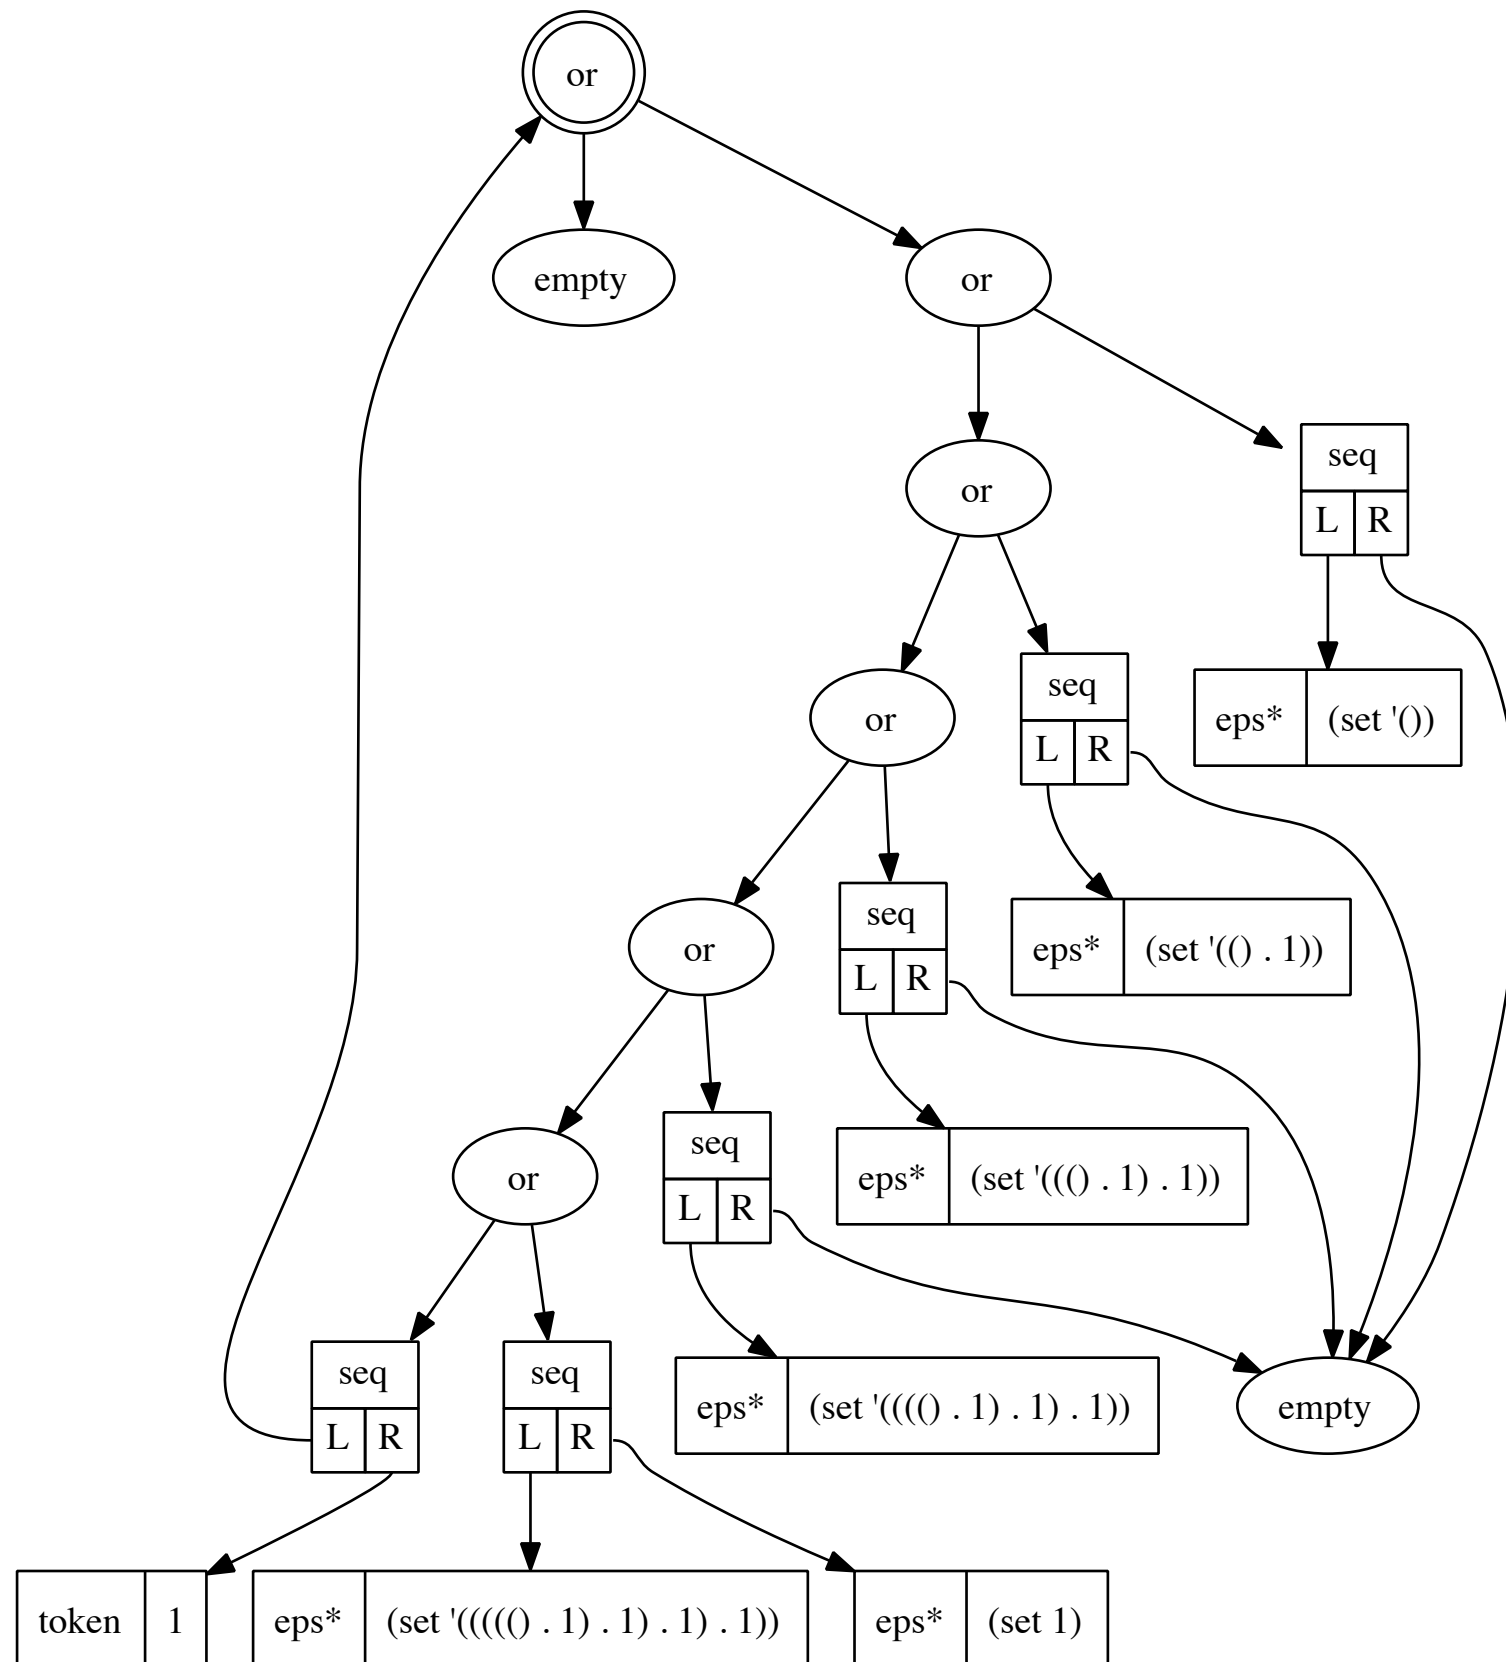 or
empty
or
seq
L R
or
or
seq
L R
eps* (set '())
or
seq
L R
eps* (set '(() . 1))
or
seq
L R
eps* (set '((() . 1) . 1))
seq
L R
seq
L R
eps* (set '(((() . 1) . 1) . 1))
empty
token 1
eps* (set '((((() . 1) . 1) . 1) . 1))
eps* (set 1)